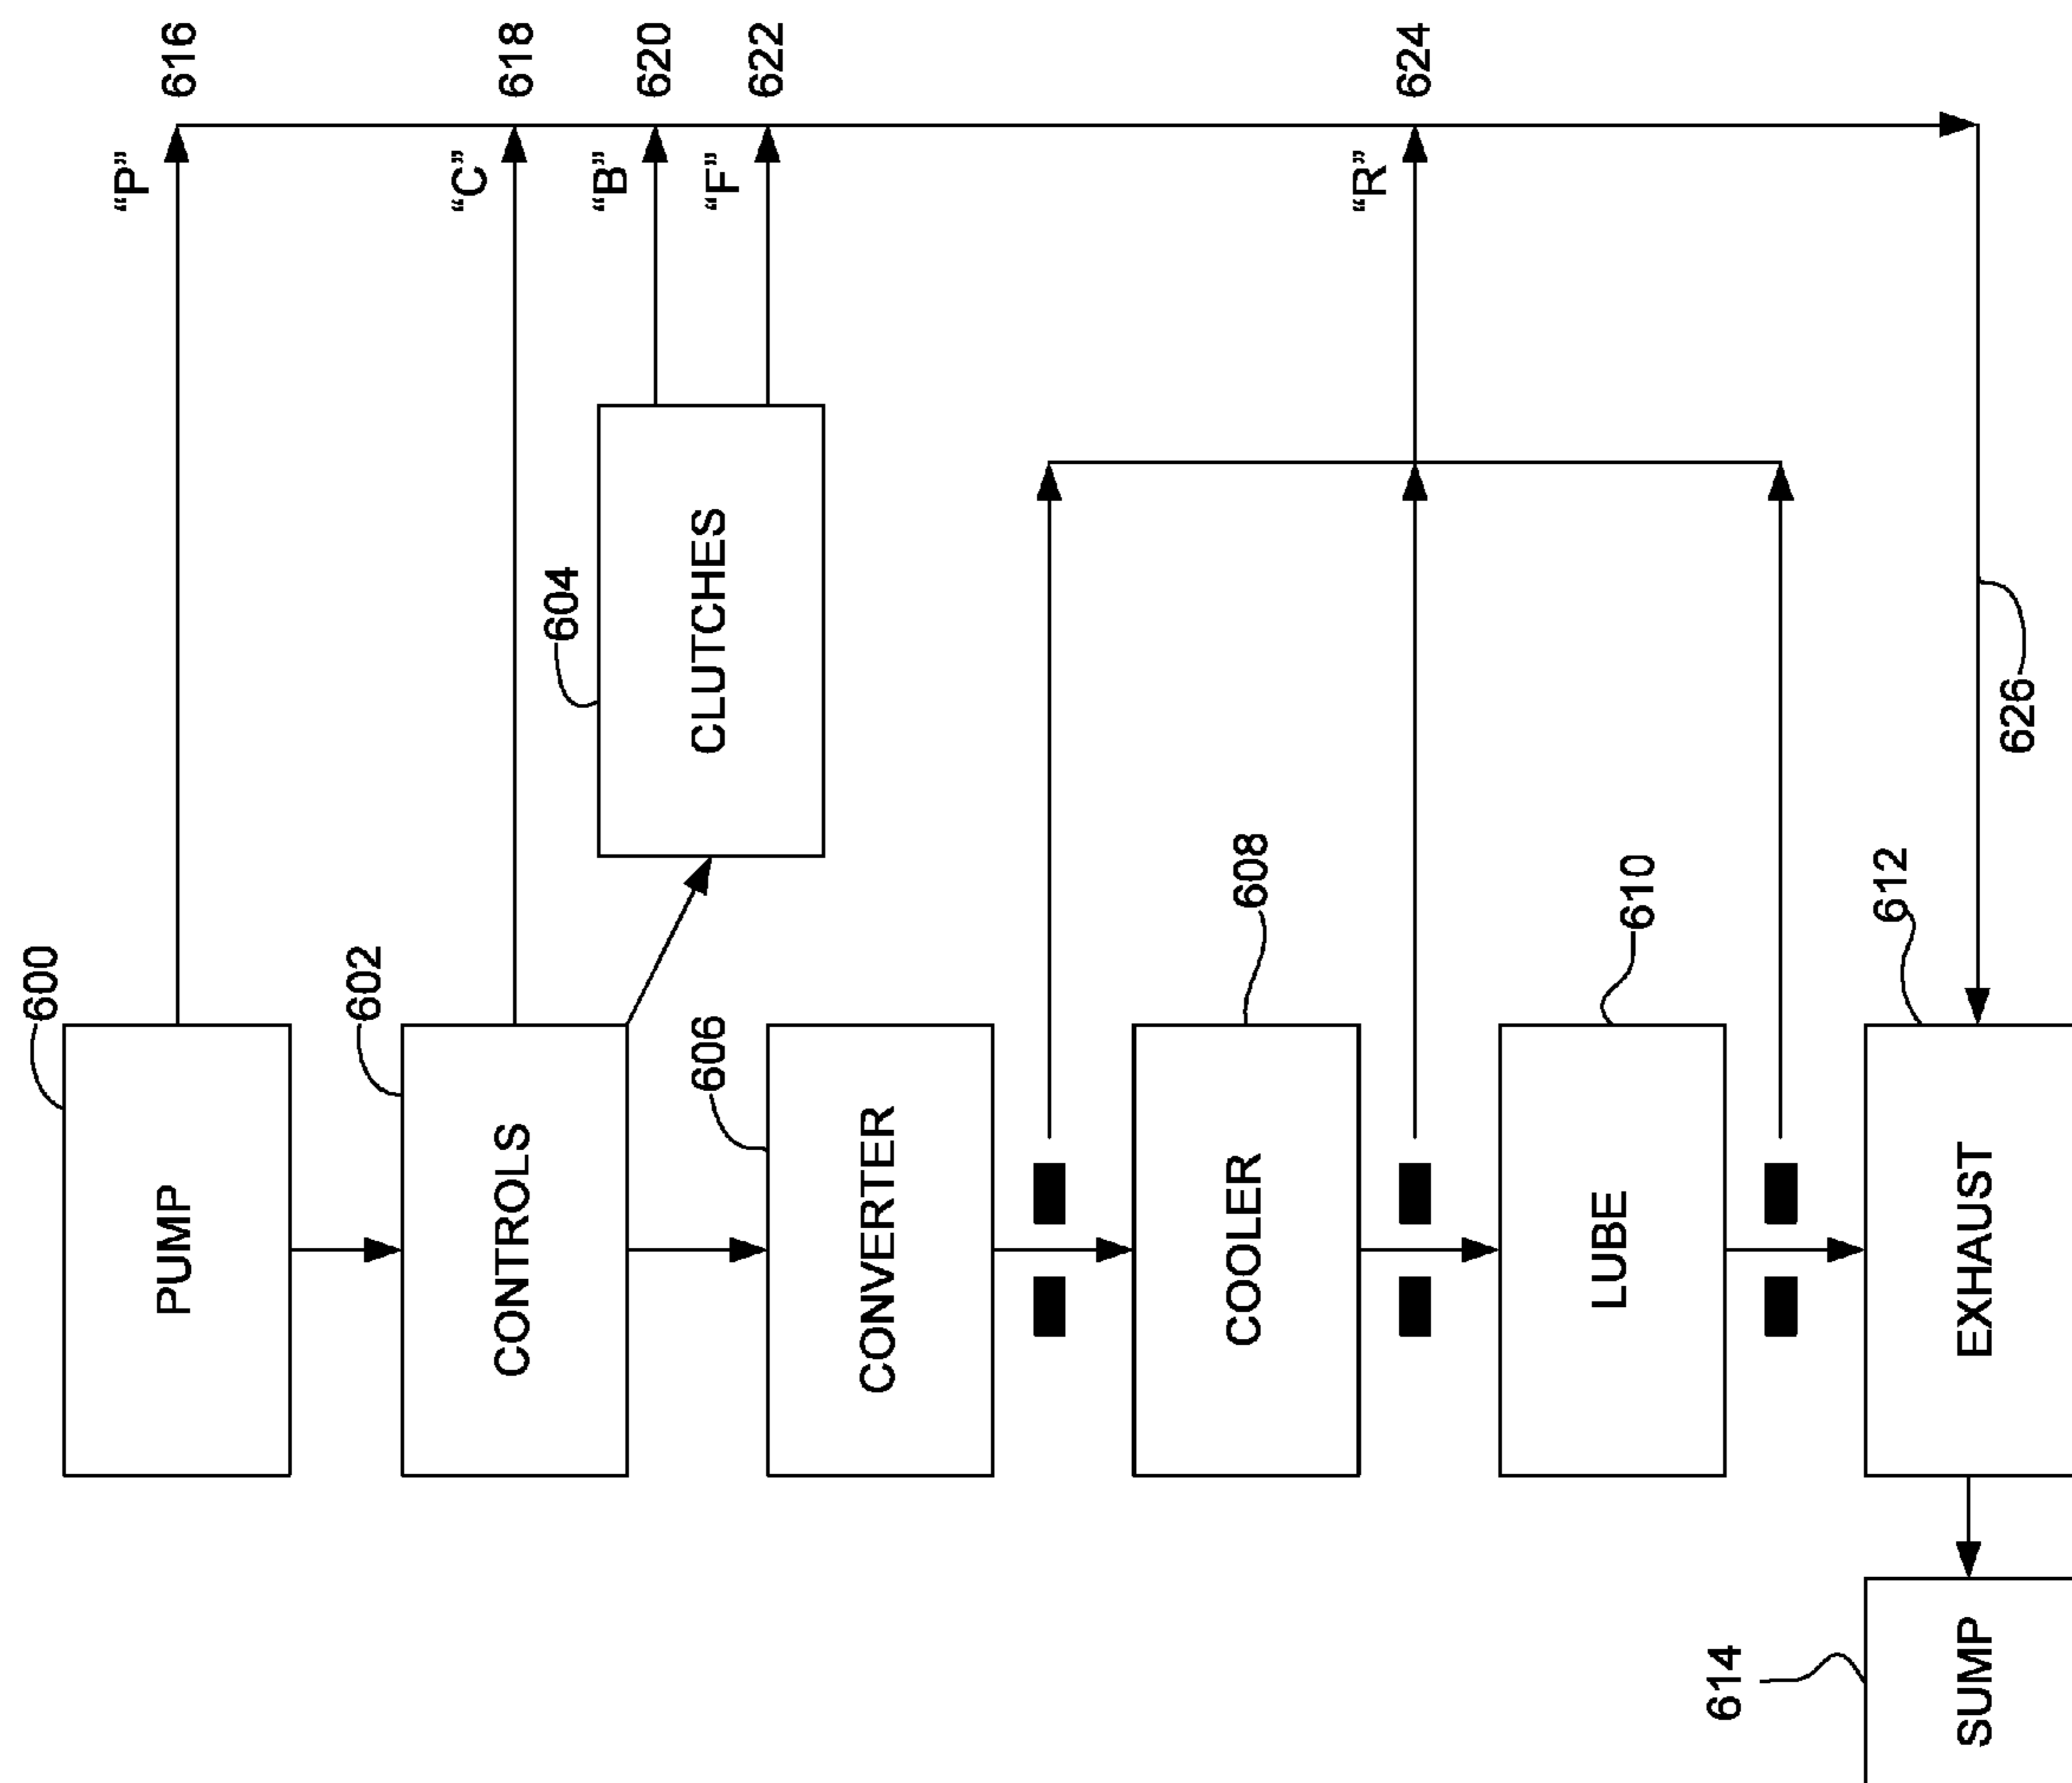 600
PUMP
"P"
616
602
CONTROLS
"C"
618
604
CLUTCHES
"B"
620
"F"
622
606
CONVERTER
608
COOLER
"R"
624
610
LUBE
612
EXHAUST
626
614
SUMP